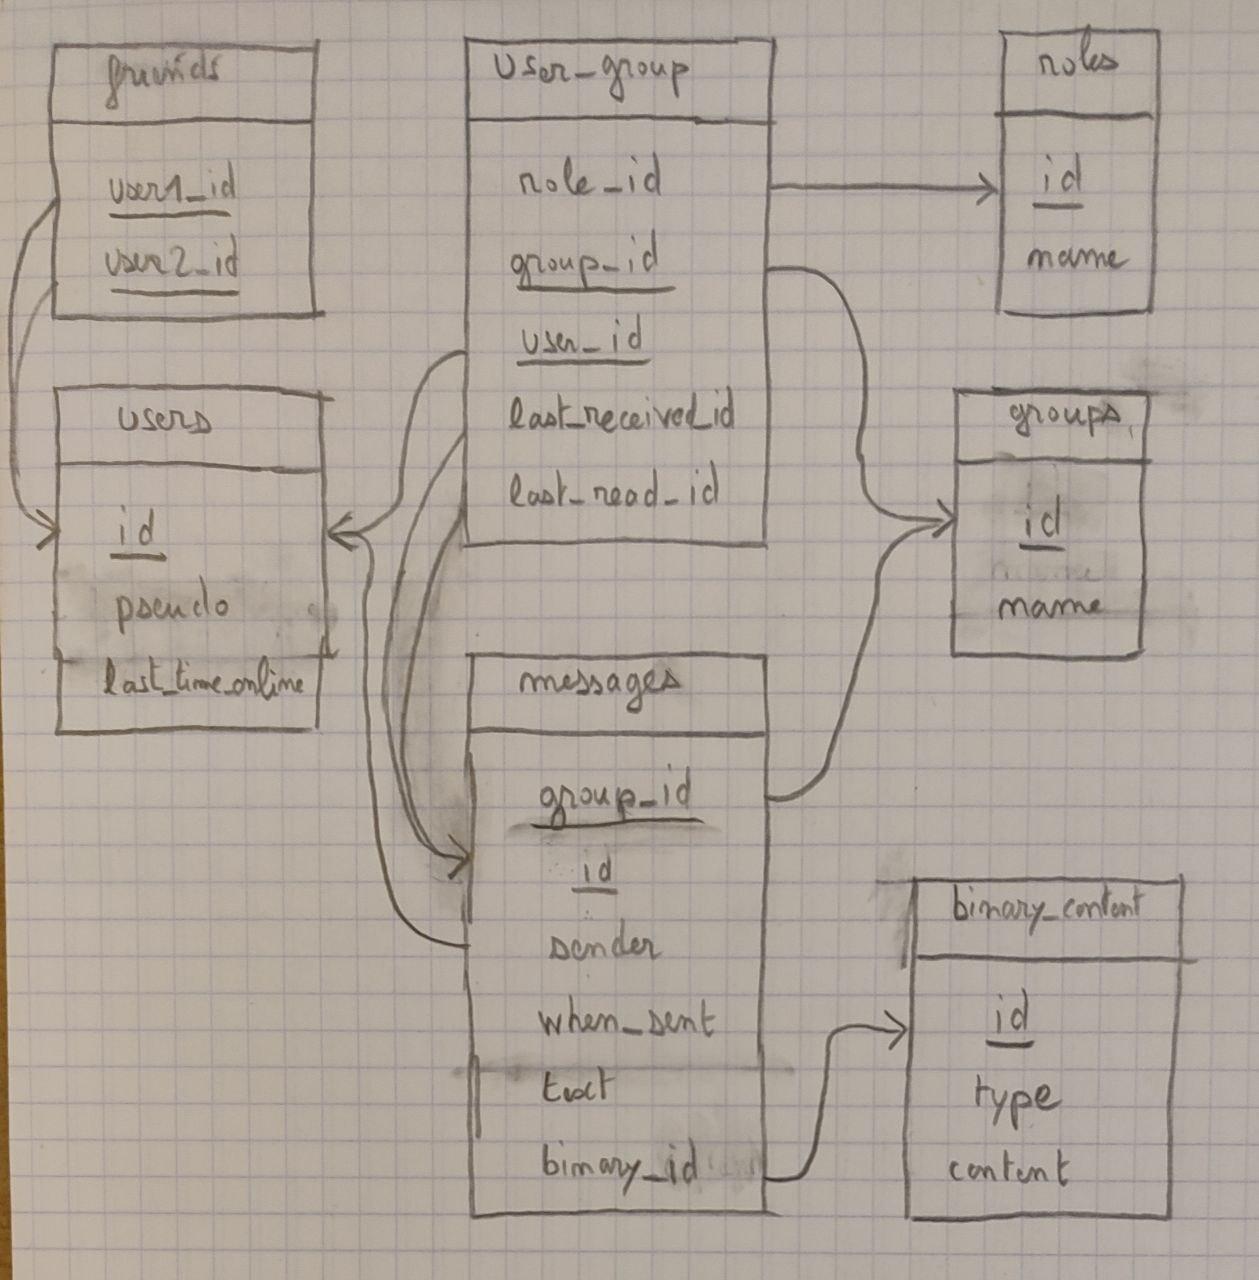 friends
user1_id
user2_id
users
id
pseudo
last_time_online
user_group
role_id
group_id
user_id
last_received_id
last_read_id
messages
group_id
id
sender
when_sent
text
binary_id
roles
id
name
groups
id
name
binary_content
id
type
content